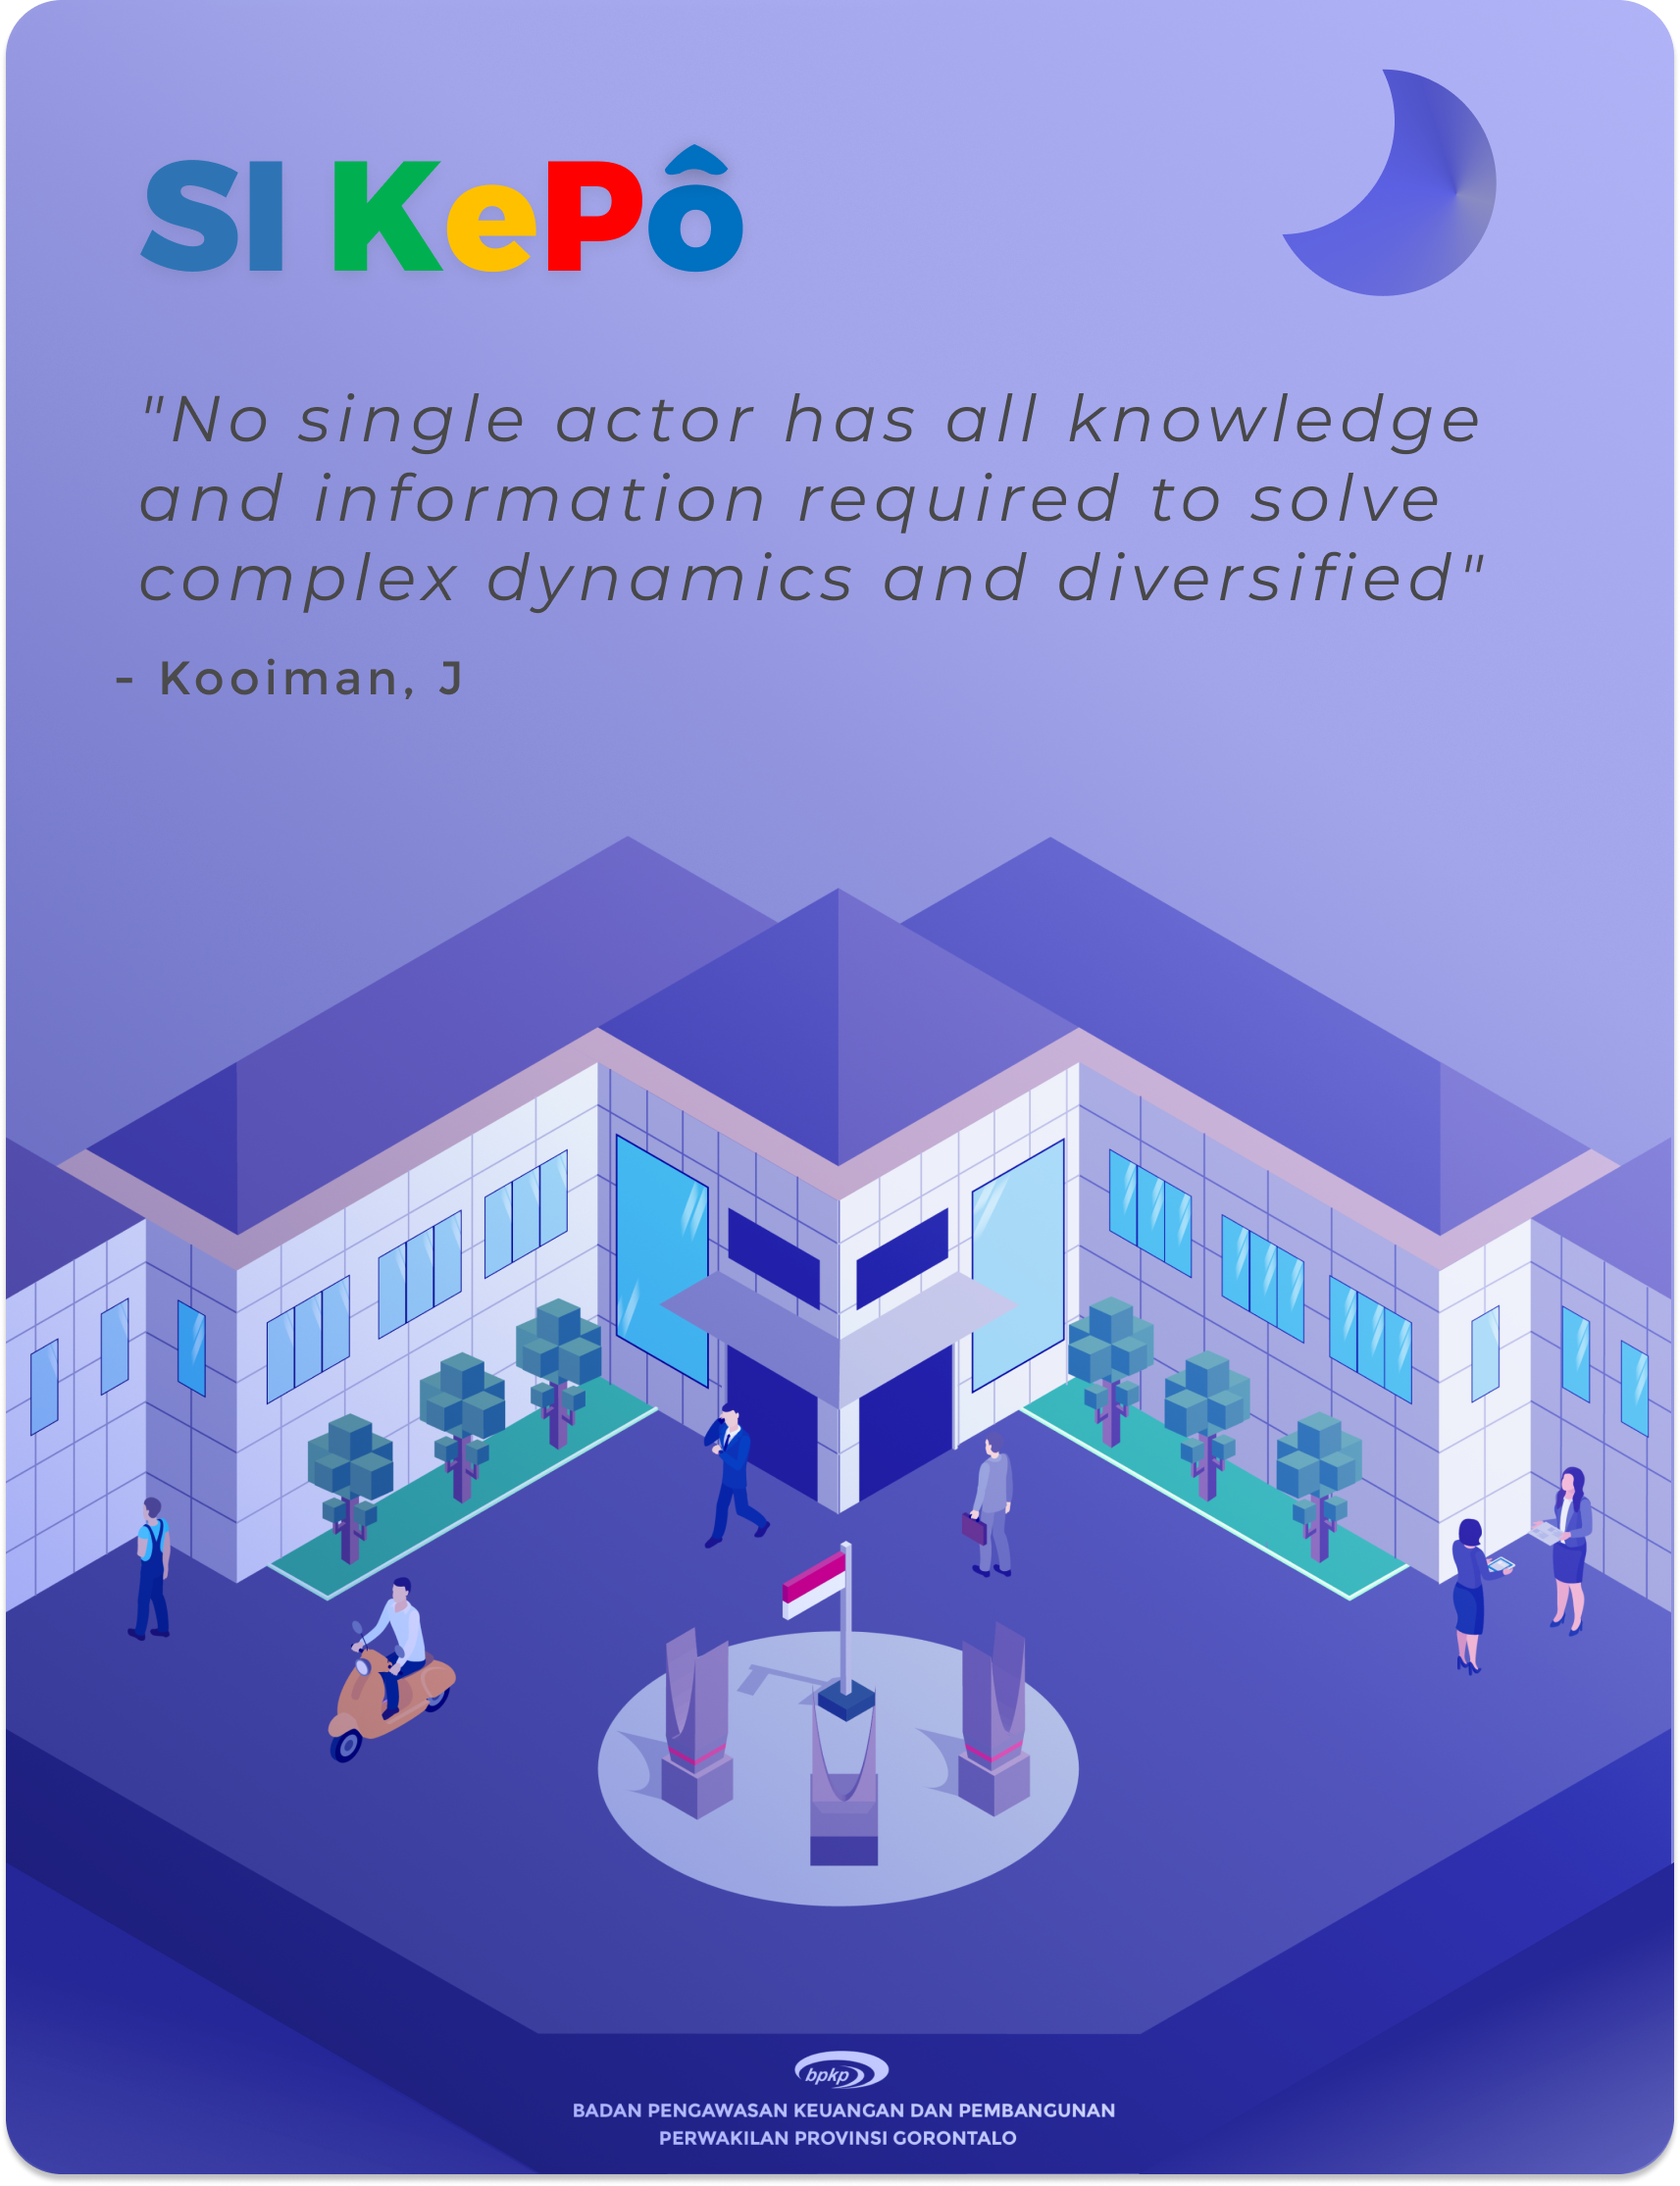 SI KePô
"No single actor has all knowledge
and information required to solve
complex dynamics and diversified"
- Kooiman, J
bpkp
BADAN PENGAWASAN KEUANGAN DAN PEMBANGUNAN
PERWAKILAN PROVINSI GORONTALO